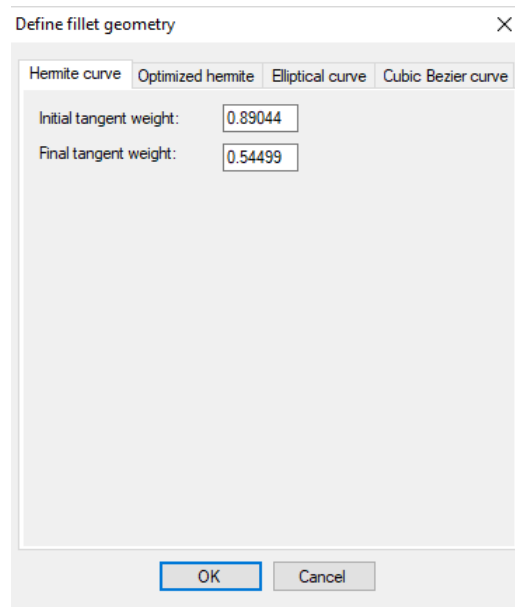 Define fillet geometry
Hermite curve Optimized hermite Elliptical curve Cubic Bezier curve
Initial tangent weight: 0.89044
Final tangent weight: 0.54499
OK Cancel